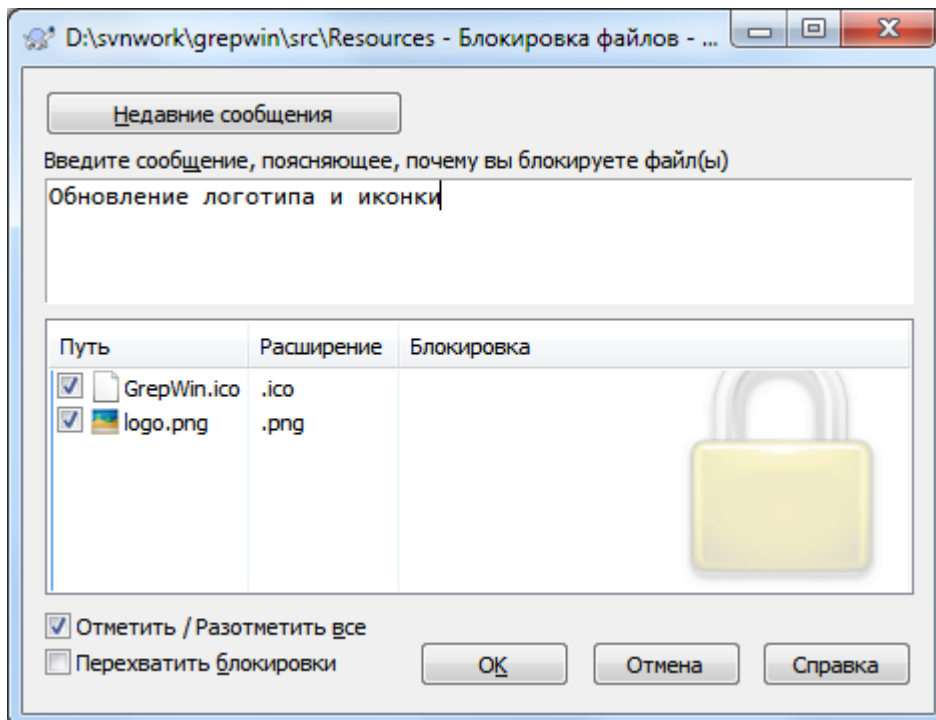 D:\svnwork\grepwin\src\Resources - Блокировка файлов - ...
Недавние сообщения
Введите сообщение, поясняющее, почему вы блокируете файл(ы)
Обновление логотипа и иконки
Путь Расширение Блокировка
GrepWin.ico .ico
logo.png .png
Отметить / Разотметить все
Перехватить блокировки OK Отмена Справка